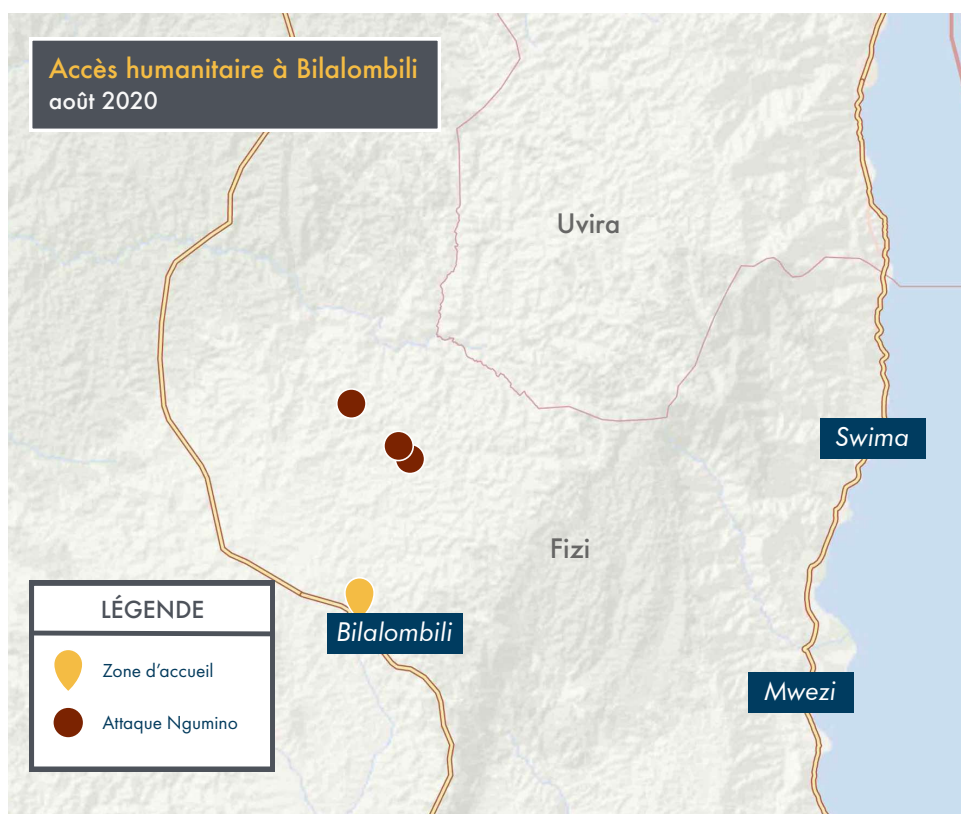 Accès humanitaire à Bilalombili
août 2020
Uvira
Swima
Fizi
Bilalombili
Mwezi
LÉGENDE
Zone d’accueil
Attaque Ngumino